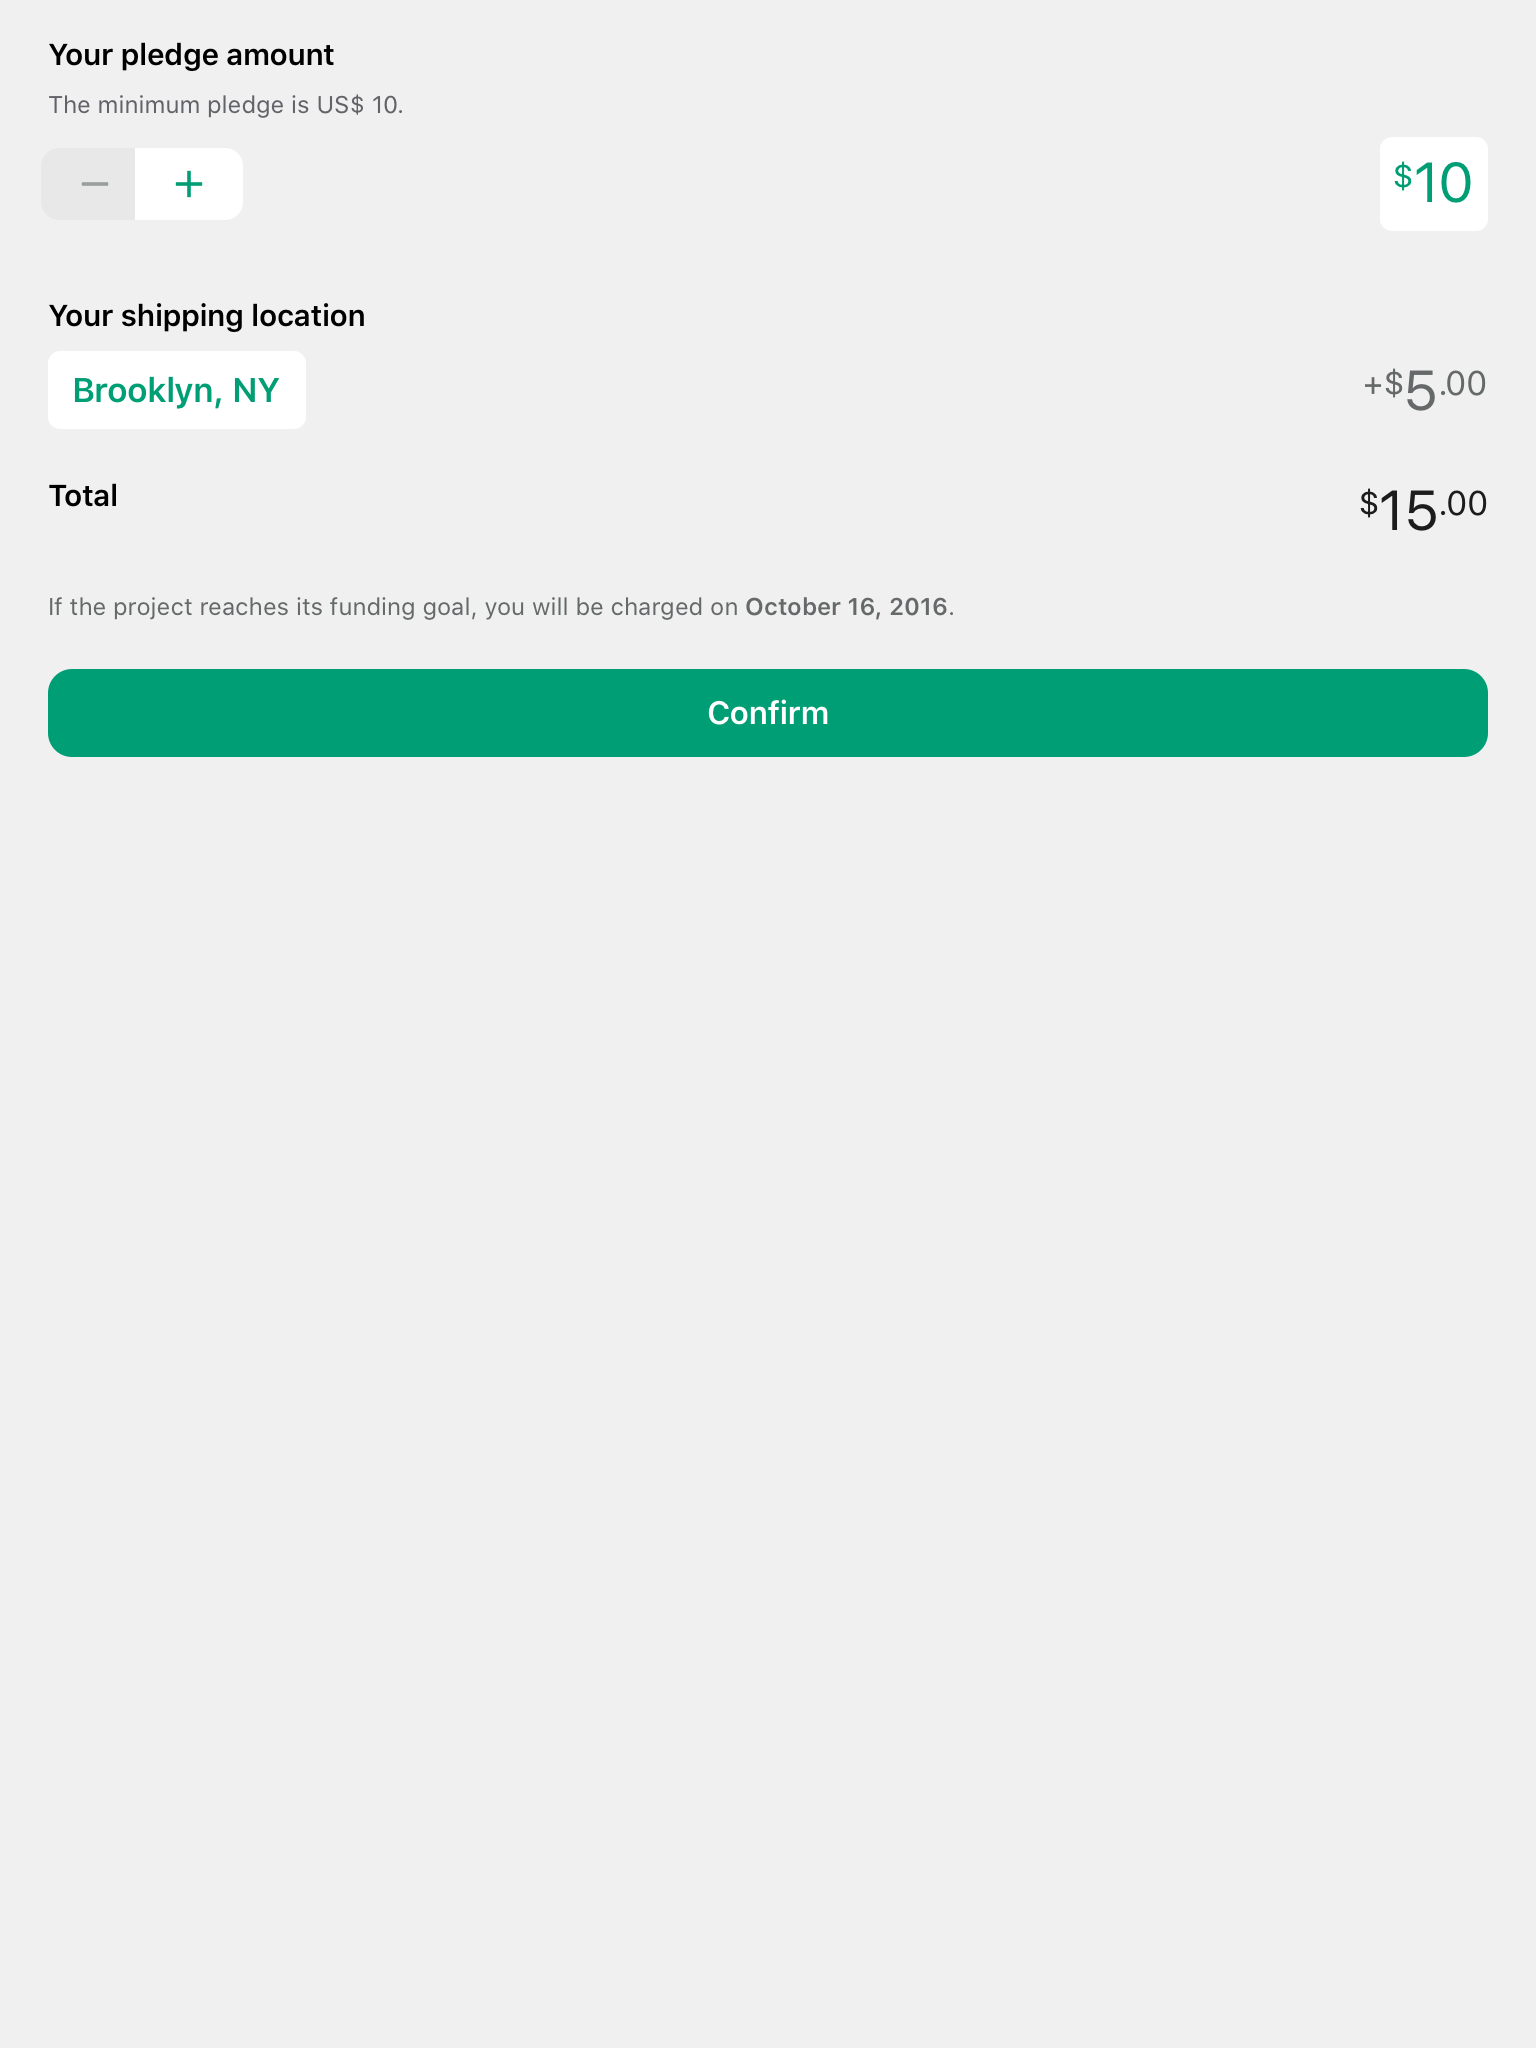 Your pledge amount
The minimum pledge is US$ 10.
− + $10
Your shipping location
Brooklyn, NY +$5.00
Total $15.00
If the project reaches its funding goal, you will be charged on October 16, 2016.
Confirm